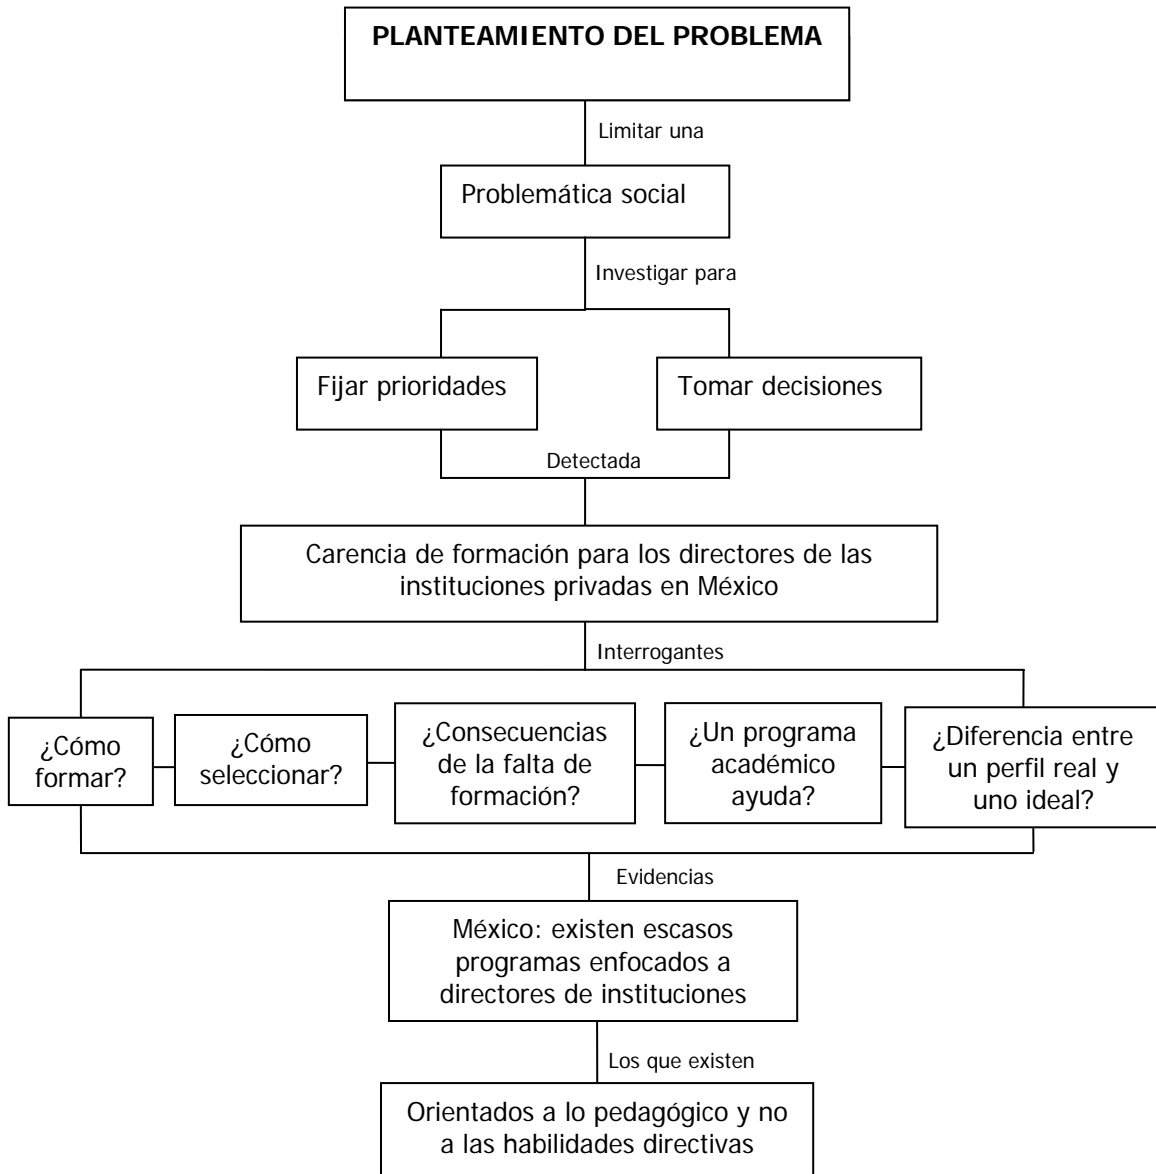 PLANTEAMIENTO DEL PROBLEMA
Limitar una
Problemática social
Investigar para
Fijar prioridades
Tomar decisiones
Detectada
Carencia de formación para los directores de las
instituciones privadas en México
Interrogantes
¿Cómo
formar?
¿Cómo
seleccionar?
¿Consecuencias
de la falta de
formación?
¿Un programa
académico
ayuda?
¿Diferencia entre
un perfil real y
uno ideal?
Evidencias
México: existen escasos
programas enfocados a
directores de instituciones
Los que existen
Orientados a lo pedagógico y no
a las habilidades directivas